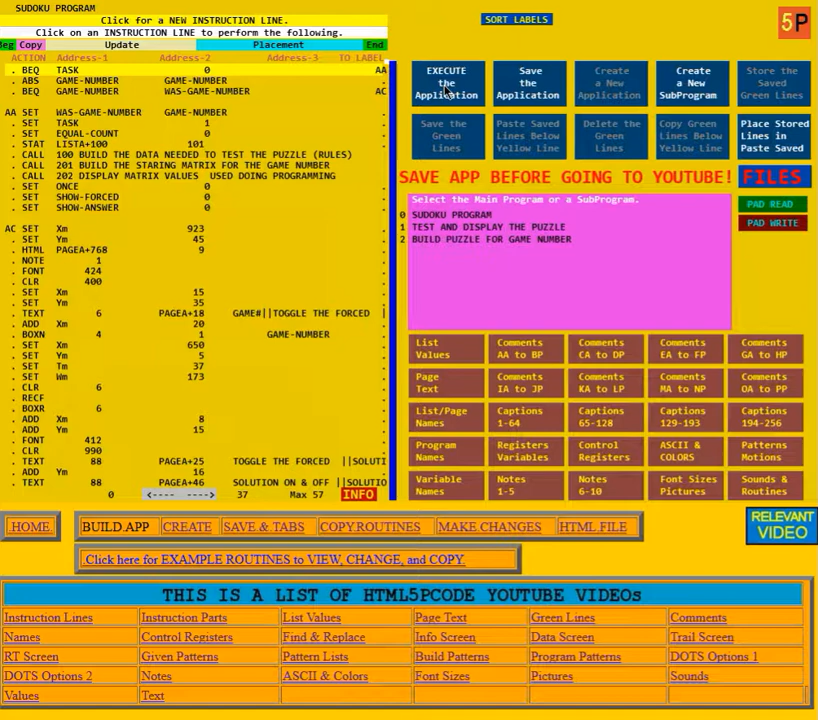 SUDOKU PROGRAM
Click for a NEW INSTRUCTION LINE.
Click on an INSTRUCTION LINE to perform the following.
Beg Copy Update Placement End
ACTION Address-1 Address-2 Address-3 TO LABEL
. BEQ TASK 0 AA
. ABS GAME-NUMBER GAME-NUMBER .
. BEQ GAME-NUMBER WAS-GAME-NUMBER AC
AA SET WAS-GAME-NUMBER GAME-NUMBER .
. SET TASK 1 .
. SET EQUAL-COUNT 0 .
. STAT LISTA+100 101 .
. CALL 100 BUILD THE DATA NEEDED TO TEST THE PUZZLE (RULES) .
. CALL 201 BUILD THE STARING MATRIX FOR THE GAME NUMBER .
. CALL 202 DISPLAY MATRIX VALUES USED DOING PROGRAMMING .
. SET ONCE 0 .
. SET SHOW-FORCED 0 .
. SET SHOW-ANSWER 0 .
AC SET Xm 923 .
. SET Ym 45 .
. HTML PAGEA+768 9 .
. NOTE 1 .
. FONT 424 .
. CLR 400 .
. SET Xm 15 .
. SET Ym 35 .
. TEXT 6 PAGEA+18 GAME#||TOGGLE THE FORCED |
. ADD Xm 20 .
. BOXN 4 1 GAME-NUMBER .
. SET Xm 650 .
. SET Ym 5 .
. SET Tm 37 .
. SET Wm 173 .
. CLR 6 .
. RECF .
. BOXR 6 .
. ADD Xm 8 .
. ADD Ym 15 .
. FONT 412 .
. CLR 990 .
. TEXT 88 PAGEA+25 TOGGLE THE FORCED ||SOLUTI
. ADD Ym 16 .
. TEXT 88 PAGEA+46 SOLUTION ON & OFF ||SOLUTIO
0 <---- ----> 37 Max 57 INFO
SORT LABELS
5P
EXECUTE the Application
Save the Application
Create a New Application
Create a New SubProgram
Store the Saved Green Lines
Save the Green Lines
Paste Saved Lines Below Yellow Line
Delete the Green Lines
Copy Green Lines Below Yellow Line
Place Stored Lines in Paste Saved
SAVE APP BEFORE GOING TO YOUTUBE! FILES
Select the Main Program or a SubProgram.
0 SUDOKU PROGRAM
1 TEST AND DISPLAY THE PUZZLE
2 BUILD PUZZLE FOR GAME NUMBER
PAD READ
PAD WRITE
List Values
Comments AA to BP
Comments CA to DP
Comments EA to FP
Comments GA to HP
Page Text
Comments IA to JP
Comments KA to LP
Comments MA to NP
Comments OA to PP
List/Page Names
Captions 1-64
Captions 65-128
Captions 129-193
Captions 194-256
Program Names
Registers Variables
Control Registers
ASCII & COLORS
Patterns Motions
Variable Names
Notes 1-5
Notes 6-10
Font Sizes Pictures
Sounds & Routines
.HOME. BUILD.APP CREATE SAVE.&.TABS COPY.ROUTINES MAKE.CHANGES HTML.FILE
RELEVANT VIDEO
.Click here for EXAMPLE ROUTINES to VIEW, CHANGE, and COPY.
THIS IS A LIST OF HTML5PCODE YOUTUBE VIDEOs
Instruction Lines Instruction Parts List Values Page Text Green Lines Comments
Names Control Registers Find & Replace Info Screen Data Screen Trail Screen
RT Screen Given Patterns Pattern Lists Build Patterns Program Patterns DOTS Options 1
DOTS Options 2 Notes ASCII & Colors Font Sizes Pictures Sounds
Values Text